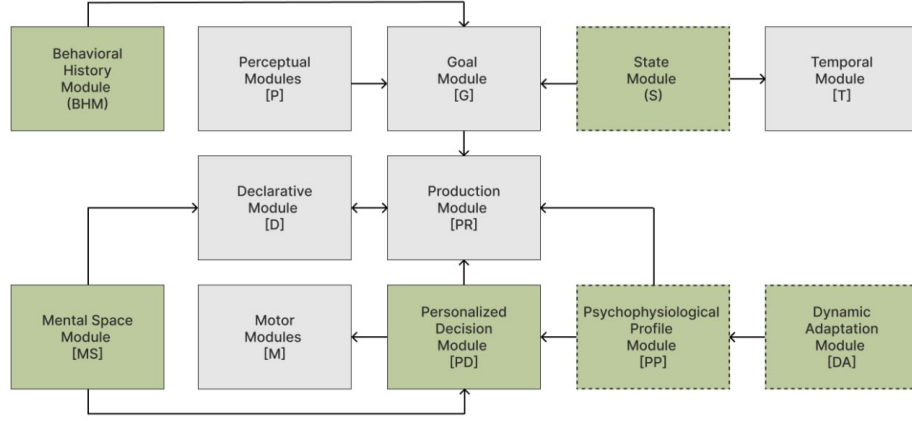 Behavioral
History
Module
(BHM)
Perceptual
Modules
[P]
Goal
Module
[G]
State
Module
(S)
Temporal
Module
[T]
Declarative
Module
[D]
Production
Module
[PR]
Mental Space
Module
[MS]
Motor
Modules
[M]
Personalized
Decision
Module
[PD]
Psychophysiological
Profile
Module
[PP]
Dynamic
Adaptation
Module
[DA]